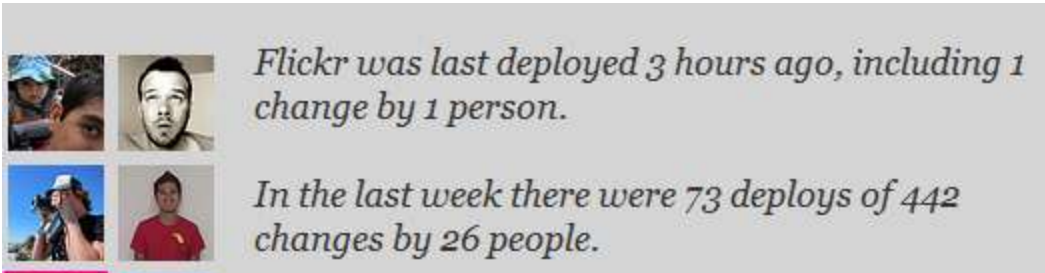 Flickr was last deployed 3 hours ago, including 1
change by 1 person.
In the last week there were 73 deploys of 442
changes by 26 people.